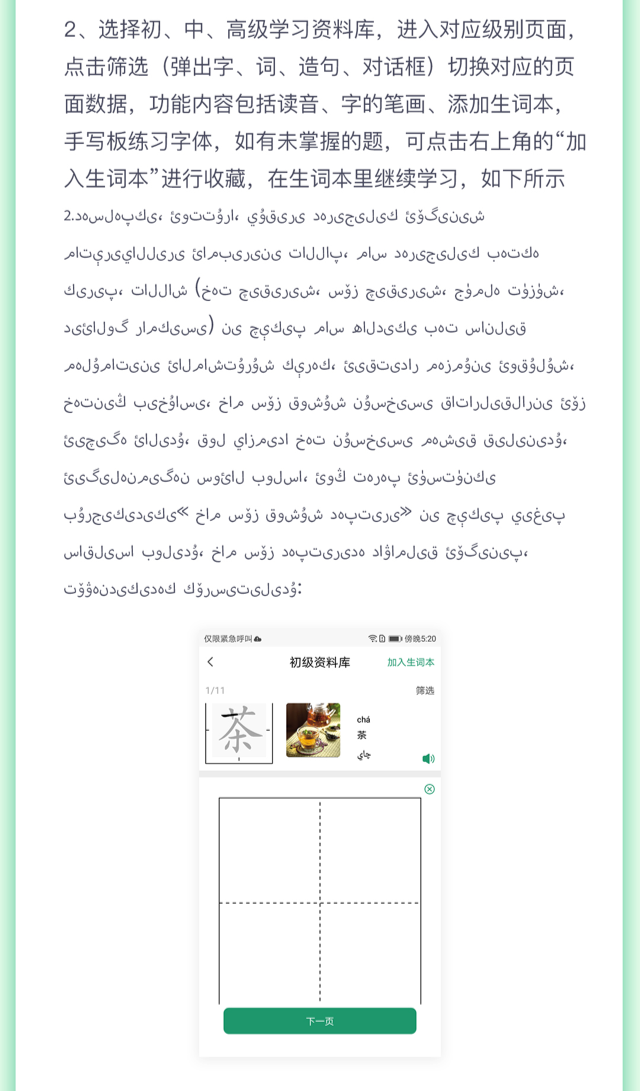 2、选择初、中、高级学习资料库，进入对应级别页面，
点击筛选（弹出字、词、造句、对话框）切换对应的页
面数据，功能内容包括读音、字的笔画、添加生词本，
手写板练习字体，如有未掌握的题，可点击右上角的“加
入生词本”进行收藏，在生词本里继续学习，如下所示
2.دەسلەپكى، ئوتتۇرا، يۇقىرى دەرىجىلىك ئۆگىنىش
ماتېرىياللىرى ئامبىرىنى تاللاپ، ماس دەرىجىلىك بەتكە
كىرىپ، تاللاش (خەت چىقىرىش، سۆز چىقىرىش، جۈملە تۈزۈش،
دىئالوگ رامكىسى) نى چېكىپ ماس ھالدىكى بەت سانلىق
مەلۇماتىنى ئالماشتۇرۇش كېرەك، ئىقتىدار مەزمۇنى ئوقۇلۇش،
خەتنىڭ بىخۇاسى، خام سۆز قوشۇش نۇسخىسى قاتارلىقلارنى ئۆز
ئىچىگە ئالىدۇ، قول يازمىدا خەت نۇسخىسى مەشىق قىلىنىدۇ،
ئىگىلەنمىگەن سوئال بولسا، ئوڭ تەرەپ ئۈستۈنكى
بۇرجىكىدىكى« خام سۆز قوشۇش دەپتىرى» نى چېكىپ يىغىپ
ساقلىسا بولىدۇ، خام سۆز دەپتىرىدە داۋاملىق ئۆگىنىپ،
تۆۋەندىكىدەك كۆرسىتىلىدۇ:
仅限紧急呼叫 傍晚5:20
初级资料库 加入生词本
1/11 筛选
茶
chá
茶
چاي
下一页